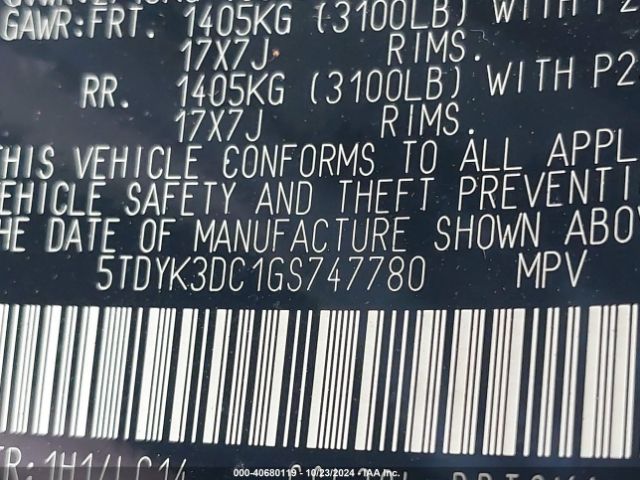 GAWR:FRT. 1405KG (3100LB) WITH P2
17X7J RIMS.
RR. 1405KG (3100LB) WITH P2
17X7J RIMS.
THIS VEHICLE CONFORMS TO ALL APPL
EHICLE SAFETY AND THEFT PREVENTI
HE DATE OF MANUFACTURE SHOWN ABOV
5TDYK3DC1GS747780 MPV
000-40680119 - 10/23/2024 - IAA Inc.